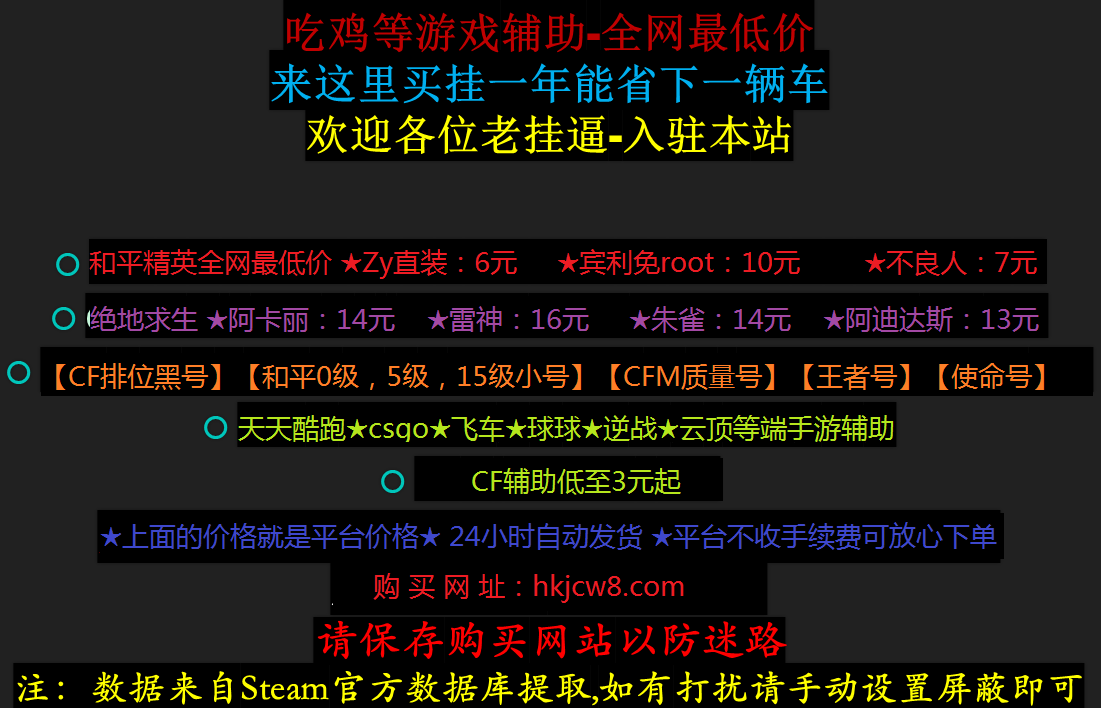 吃鸡等游戏辅助-全网最低价
来这里买挂一年能省下一辆车
欢迎各位老挂逼-入驻本站
和平精英全网最低价 ★Zy直装：6元 ★宾利免root：10元 ★不良人：7元
绝地求生 ★阿卡丽：14元 ★雷神：16元 ★朱雀：14元 ★阿迪达斯：13元
【CF排位黑号】【和平0级，5级，15级小号】【CFM质量号】【王者号】【使命号】
天天酷跑★csgo★飞车★球球★逆战★云顶等端手游辅助
CF辅助低至3元起
★上面的价格就是平台价格★ 24小时自动发货 ★平台不收手续费可放心下单
购 买 网 址：hkjcw8.com
请保存购买网站以防迷路
注：数据来自Steam官方数据库提取,如有打扰请手动设置屏蔽即可